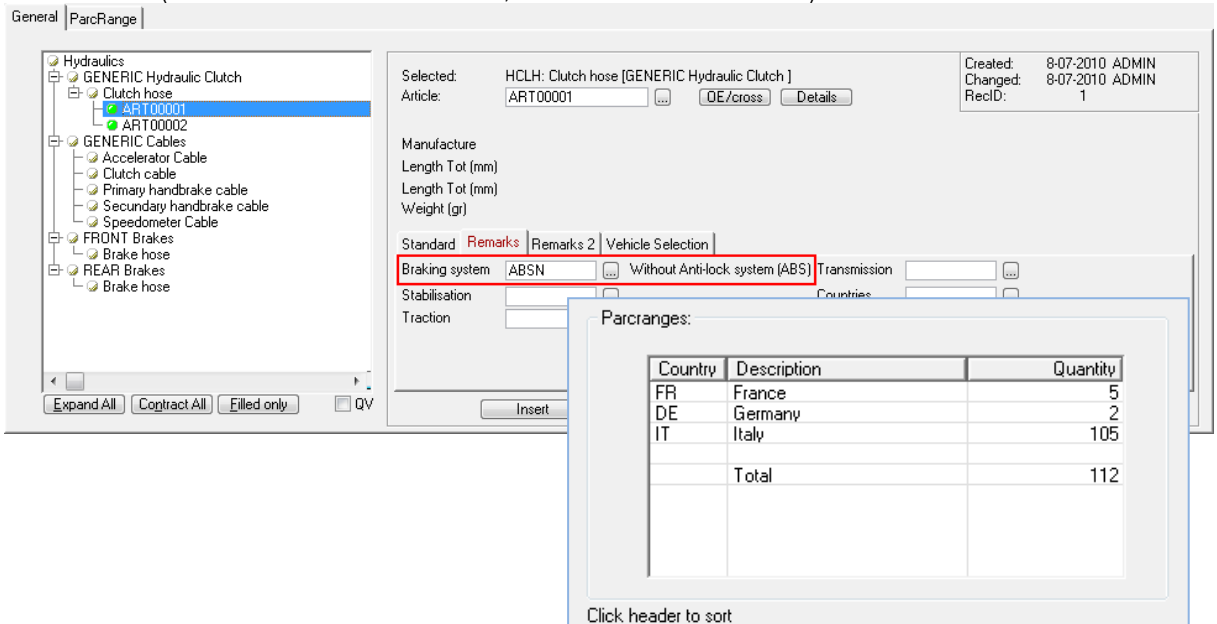 General ParcRange
Hydraulics
GENERIC Hydraulic Clutch
Clutch hose
ART00001
ART00002
GENERIC Cables
Accelerator Cable
Clutch cable
Primary handbrake cable
Secundary handbrake cable
Speedometer Cable
FRONT Brakes
Brake hose
REAR Brakes
Brake hose
Expand All Contract All Filled only QV
Selected: HCLH: Clutch hose [GENERIC Hydraulic Clutch ]
Article: ART00001 ... OE/cross Details
Created: 8-07-2010 ADMIN
Changed: 8-07-2010 ADMIN
RecID: 1
Manufacture
Length Tot (mm)
Length Tot (mm)
Weight (gr)
Standard Remarks Remarks 2 Vehicle Selection
Braking system ABSN ... Without Anti-lock system (ABS) Transmission ...
Stabilisation Countries
Traction
Insert
Parcranges:
Country Description Quantity
FR France 5
DE Germany 2
IT Italy 105
Total 112
Click header to sort